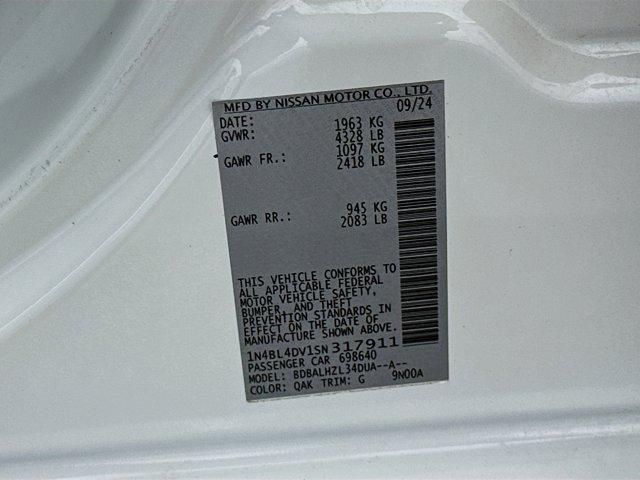 MFD BY NISSAN MOTOR CO., LTD.
DATE: 09/24
GVWR: 1963 KG
4328 LB
GAWR FR.: 1097 KG
2418 LB
GAWR RR.: 945 KG
2083 LB
THIS VEHICLE CONFORMS TO
ALL APPLICABLE FEDERAL
MOTOR VEHICLE SAFETY,
BUMPER, AND THEFT
PREVENTION STANDARDS IN
EFFECT ON THE DATE OF
MANUFACTURE SHOWN ABOVE.
1N4BL4DV1SN317911
PASSENGER CAR 698640
MODEL: BDBALHZL34DUA--A--
COLOR: QAK TRIM: G 9N00A